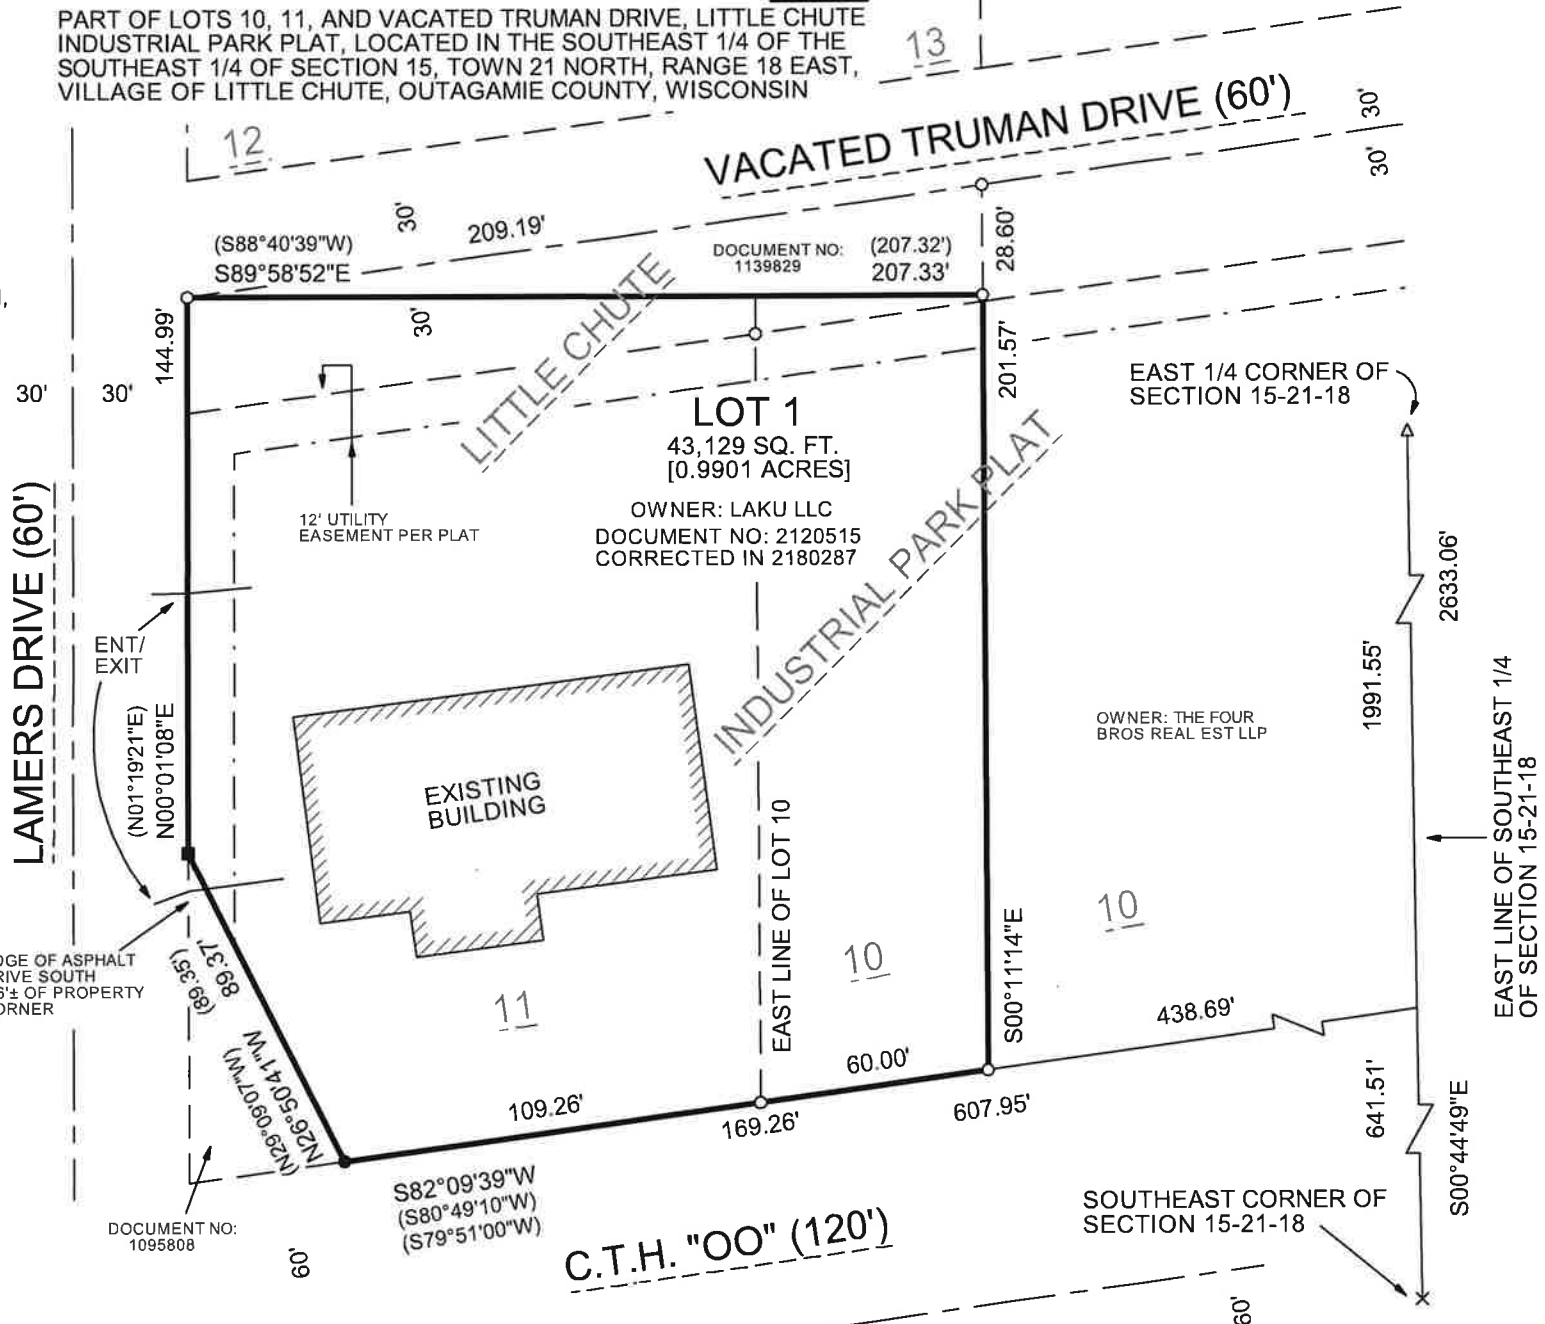 PART OF LOTS 10, 11, AND VACATED TRUMAN DRIVE, LITTLE CHUTE
INDUSTRIAL PARK PLAT, LOCATED IN THE SOUTHEAST 1/4 OF THE
SOUTHEAST 1/4 OF SECTION 15, TOWN 21 NORTH, RANGE 18 EAST,
VILLAGE OF LITTLE CHUTE, OUTAGAMIE COUNTY, WISCONSIN
13
12
VACATED TRUMAN DRIVE (60')
30'
30'
30'
209.19'
(S88°40'39"W)
S89°58'52"E
DOCUMENT NO:
1139829
(207.32')
207.33'
28.60'
144.99'
30'
201.57'
30'
30'
LITTLE CHUTE
INDUSTRIAL PARK PLAT
LOT 1
43,129 SQ. FT.
[0.9901 ACRES]
OWNER: LAKU LLC
DOCUMENT NO: 2120515
CORRECTED IN 2180287
EAST 1/4 CORNER OF
SECTION 15-21-18
12' UTILITY
EASEMENT PER PLAT
LAMERS DRIVE (60')
ENT/
EXIT
(N01°19'21"E)
N00°01'08"E
EXISTING
BUILDING
EAST LINE OF LOT 10
OWNER: THE FOUR
BROS REAL EST LLP
2633.06'
1991.55'
EAST LINE OF SOUTHEAST 1/4
OF SECTION 15-21-18
10
10
11
S00°11'14"E
DGE OF ASPHALT
RIVE SOUTH
6'± OF PROPERTY
ORNER
89.37'
(89.35')
N26°50'41"W
(N29°09'07"W)
438.69'
60.00'
109.26'
169.26'
607.95'
641.51'
S00°44'49"E
S82°09'39"W
(S80°49'10"W)
(S79°51'00"W)
DOCUMENT NO:
1095808
60'
C.T.H. "OO" (120')
SOUTHEAST CORNER OF
SECTION 15-21-18
60'